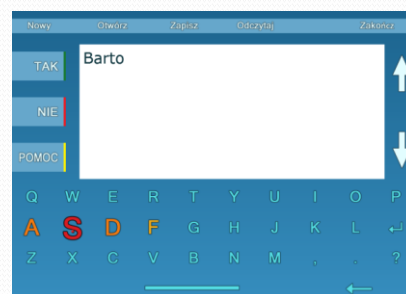 Nowy Otwórz Zapisz Odczytaj Zakończ
TAK
Barto
NIE
POMOC
Q W E R T Y U I O P
A S D F G H J K L
Z X C V B N M , . ?